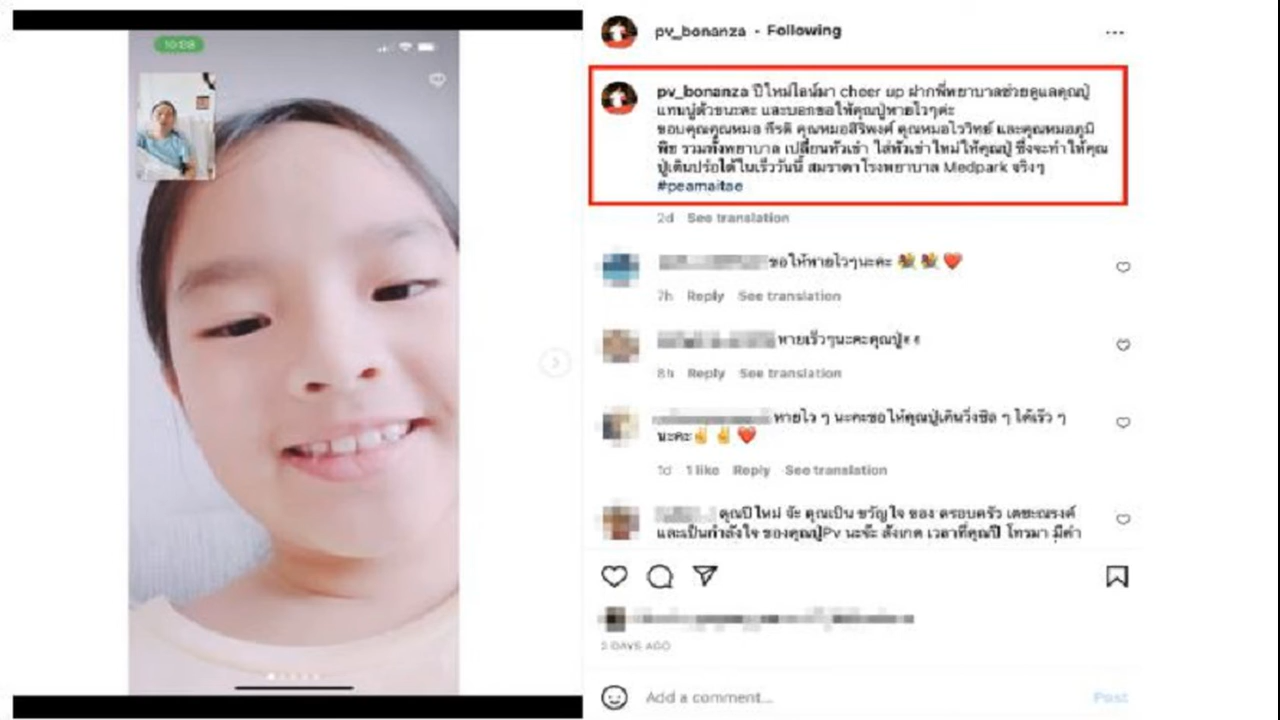 10:08
pv_bonanza • Following
pv_bonanza ปีใหม่ไลน์มา cheer up ฝากพี่พยาบาลช่วยดูแลคุณปู่
แทนนู๋ด้วยนะคะ และบอกขอให้คุณปู่หายไวๆค่ะ
ขอบคุณคุณหมอ กีรติ คุณหมอสิริพงศ์ คุณหมอไววิทย์ และคุณหมอภูมิ
พิช รวมทั้งพยาบาล เปลี่ยนหัวเข่า ใส่หัวเข่าใหม่ให้คุณปู่ ซึ่งจะทำให้คุณ
ปู่เดินปร๋อได้ในเร็ววันนี้ สมราคาโรงพยาบาล Medpark จริงๆ
#peamaitae
2d See translation
ขอให้หายไวๆนะคะ
7h Reply See translation
หายเร็วๆนะคะคุณปู่
8h Reply See translation
หายไว ๆ นะคะขอให้คุณปู่เดินวิ่งชิล ๆ ได้เร็ว ๆ
นะคะ✌️✌️❤️
1d 1 like Reply See translation
คุณปีใหม่ จ๊ะ คุณเป็น ขวัญใจ ของ ครอบครัว เดชะณรงค์
และเป็นกำลังใจ ของคุณปู่Pv นะจ๊ะ สังเกต เวลาที่คุณปี โทรมา มีค่า
2 DAYS AGO
Add a comment...
Post